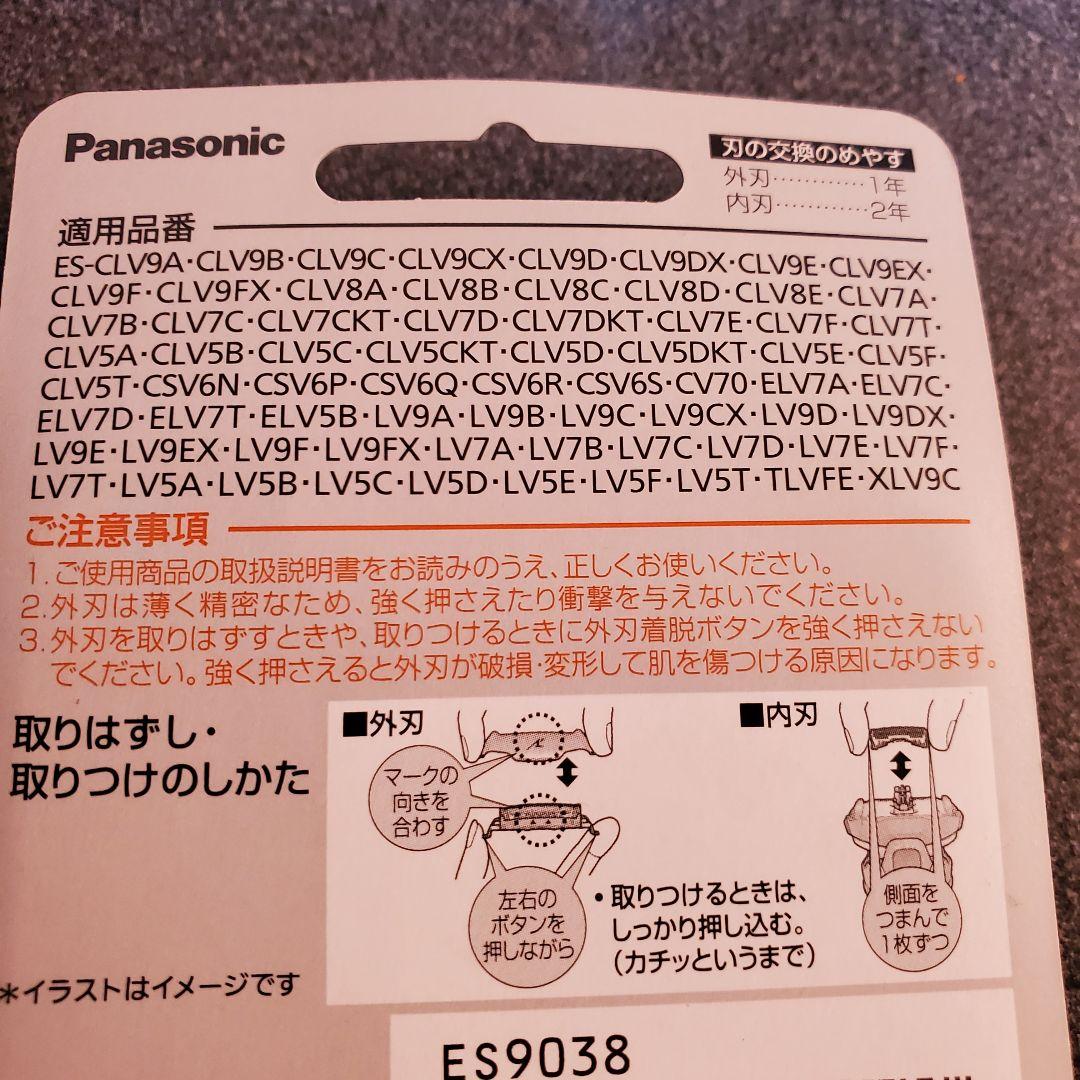 Panasonic
刃の交換のめやす
外刃…………1年
内刃…………2年
適用品番
ES-CLV9A・CLV9B・CLV9C・CLV9CX・CLV9D・CLV9DX・CLV9E・CLV9EX・
CLV9F・CLV9FX・CLV8A・CLV8B・CLV8C・CLV8D・CLV8E・CLV7A・
CLV7B・CLV7C・CLV7CKT・CLV7D・CLV7DKT・CLV7E・CLV7F・CLV7T・
CLV5A・CLV5B・CLV5C・CLV5CKT・CLV5D・CLV5DKT・CLV5E・CLV5F・
CLV5T・CSV6N・CSV6P・CSV6Q・CSV6R・CSV6S・CV70・ELV7A・ELV7C・
ELV7D・ELV7T・ELV5B・LV9A・LV9B・LV9C・LV9CX・LV9D・LV9DX・
LV9E・LV9EX・LV9F・LV9FX・LV7A・LV7B・LV7C・LV7D・LV7E・LV7F・
LV7T・LV5A・LV5B・LV5C・LV5D・LV5E・LV5F・LV5T・TLVFE・XLV9C
ご注意事項
1. ご使用商品の取扱説明書をお読みのうえ、正しくお使いください。
2. 外刃は薄く精密なため、強く押さえたり衝撃を与えないでください。
3. 外刃を取りはずすときや、取りつけるときに外刃着脱ボタンを強く押さえない
でください。強く押さえると外刃が破損・変形して肌を傷つける原因になります。
取りはずし・
取りつけのしかた
■外刃
マークの
向きを
合わす
左右の
ボタンを
押しながら
・取りつけるときは、
しっかり押し込む。
(カチッというまで)
■内刃
側面を
つまんで
1枚ずつ
＊イラストはイメージです
ES9038